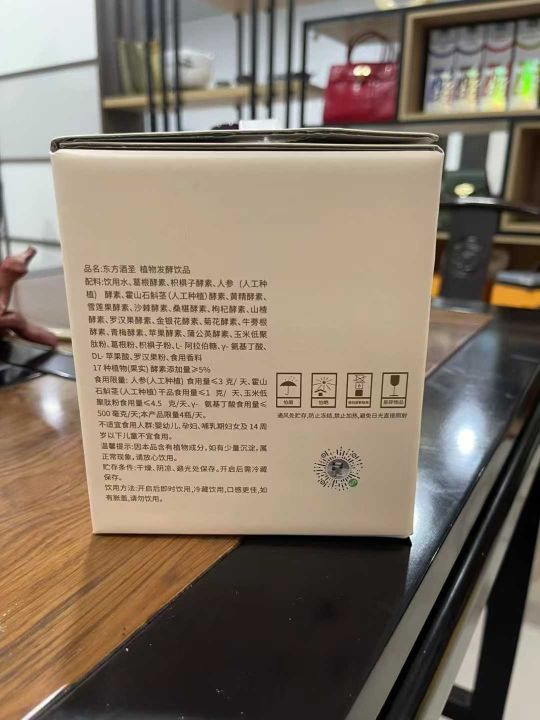 品名:东方酒圣 植物发酵饮品
配料:饮用水、葛根酵素、枳椇子酵素、人参 (人工种
植) 酵素、霍山石斛茎(人工种植)酵素、黄精酵素、
雪莲果酵素、沙棘酵素、桑椹酵素、枸杞酵素、山楂
酵素、罗汉果酵素、金银花酵素、菊花酵素、牛蒡根
酵素、青梅酵素、苹果酵素、蒲公英酵素、玉米低聚
肽粉、葛根粉、枳椇子粉、L- 阿拉伯糖、γ- 氨基丁酸、
DL- 苹果酸、罗汉果粉、食用香料
17 种植物(果实) 酵素添加量≥5%
食用限量: 人参(人工种植) 食用量≤3 克/ 天、霍山
石斛茎(人工种植) 干品食用量≤1 克/ 天、玉米低
聚肽粉食用量≤4.5 克/天、γ- 氨基丁酸食用量≤
500 毫克/天;本产品限量4瓶/天。
不适宜食用人群:婴幼儿、孕妇、哺乳期妇女及 14 周
岁以下儿童不宜食用。
温馨提示:因本品含有植物成分,如有少量沉淀,属
正常现象,请放心饮用。
贮存条件:干燥、阴凉、避光处保存。开启后需冷藏
保存。
饮用方法:开启后即时饮用,冷藏饮用,口感更佳,如
有胀盖,请勿饮用。
怕雨
怕晒
易碎物品
通风处贮存,防止冻结,禁止加热,避免日光直接照射